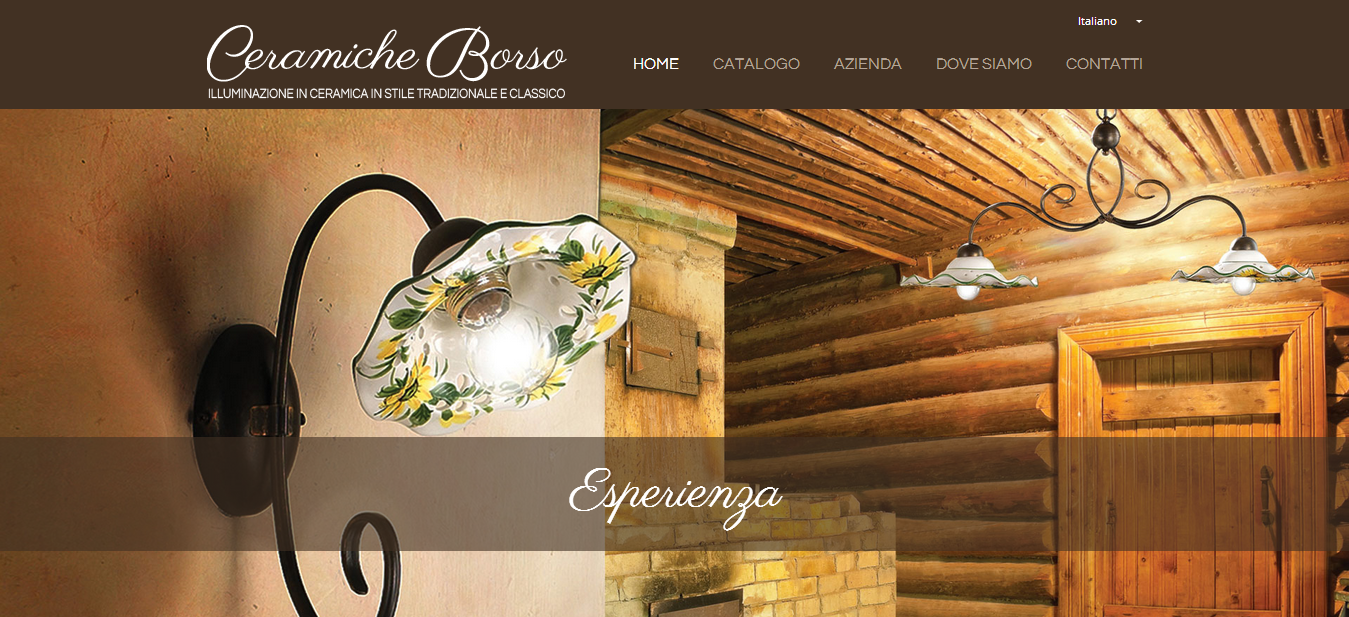 Italiano
Ceramiche Borso
ILLUMINAZIONE IN CERAMICA IN STILE TRADIZIONALE E CLASSICO
HOME CATALOGO AZIENDA DOVE SIAMO CONTATTI
Esperienza